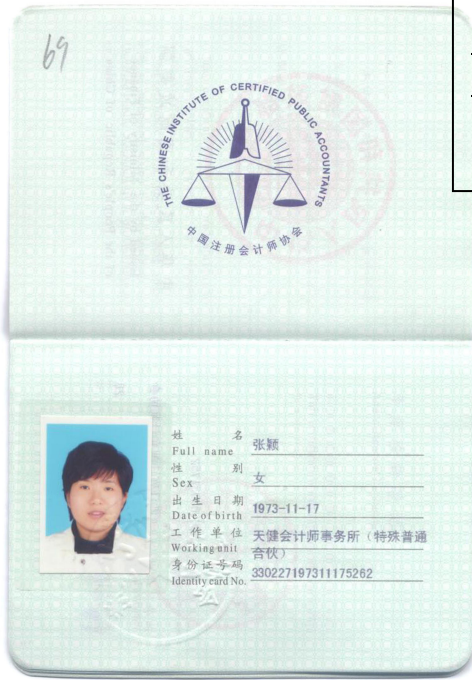 69
THE CHINESE INSTITUTE OF CERTIFIED PUBLIC ACCOUNTANTS
中国注册会计师协会
姓名 张颖
Full name
性别 女
Sex
出生日期 1973-11-17
Date of birth
工作单位 天健会计师事务所（特殊普通
Working unit 合伙）
身份证号码 330227197311175262
Identity card No.